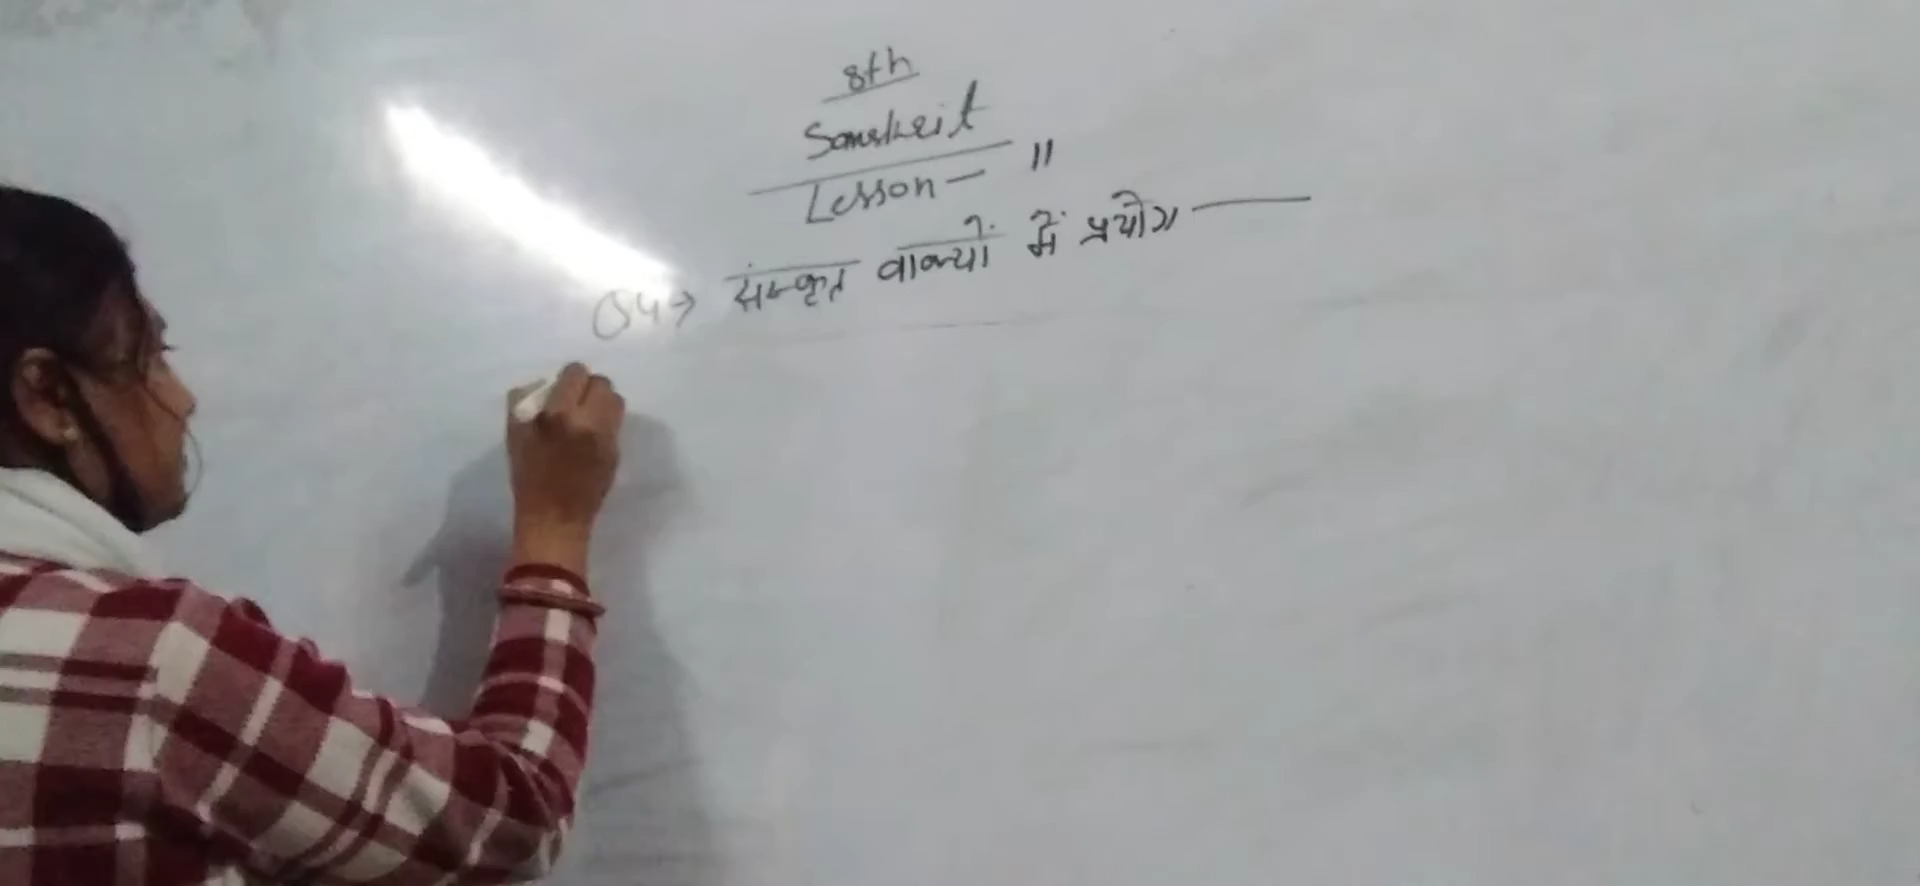 8th
Sanskrit
Lesson - 11
Q4→ संस्कृत वाक्यों में प्रयोग —